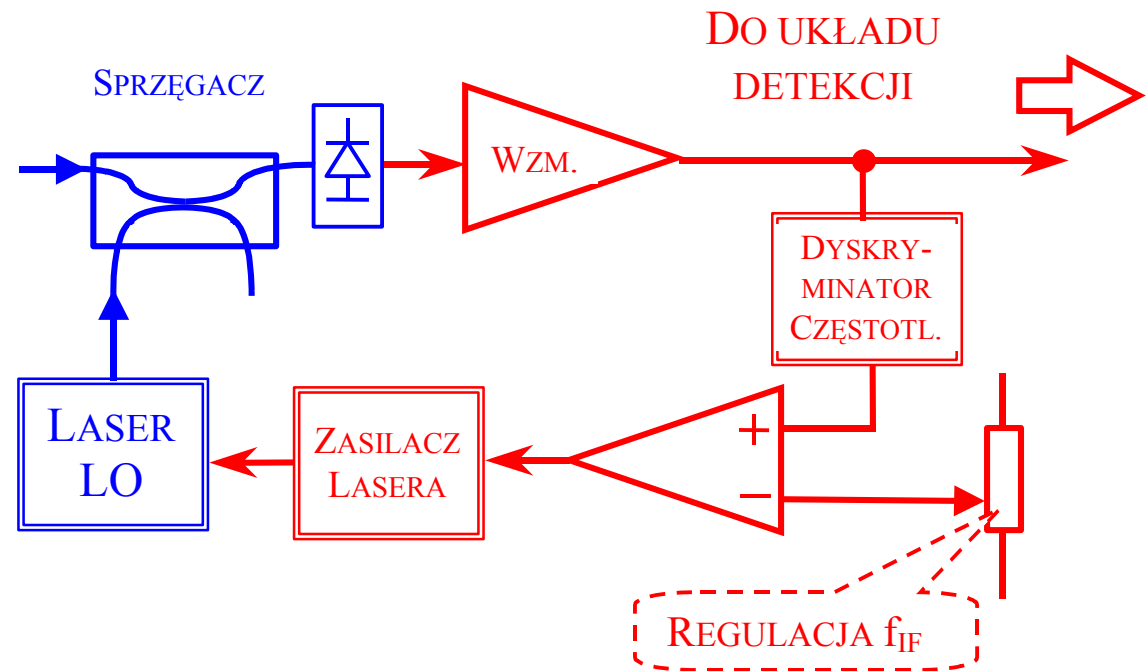 DO UKŁADU
DETEKCJI
SPRZĘGACZ
WZM.
DYSKRY-
MINATOR
CZĘSTOTL.
LASER
LO
ZASILACZ
LASERA
+
−
REGULACJA fIF